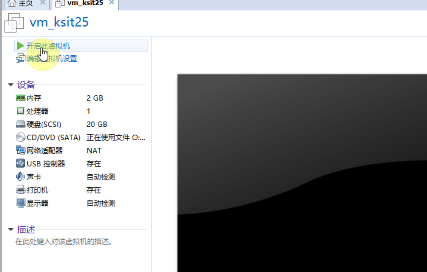 主页
vm_ksit25
vm_ksit25
开启此虚拟机
编辑虚拟机设置
设备
内存 2 GB
处理器 1
硬盘(SCSI) 20 GB
CD/DVD (SATA) 正在使用文件 O:...
网络适配器 NAT
USB 控制器 存在
声卡 自动检测
打印机 存在
显示器 自动检测
描述
在此处键入对该虚拟机的描述。